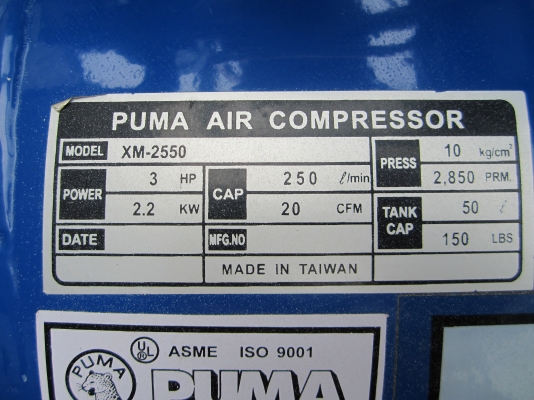 PUMA AIR COMPRESSOR
MODEL XM-2550
PRESS 10 kg/cm²
2,850 PRM.
POWER 3 HP
2.2 KW
CAP 250 ℓ/min
20 CFM
TANK CAP 50 ℓ
150 LBS
DATE
MFG.NO
MADE IN TAIWAN
UL ASME ISO 9001
PUMA
PUMA